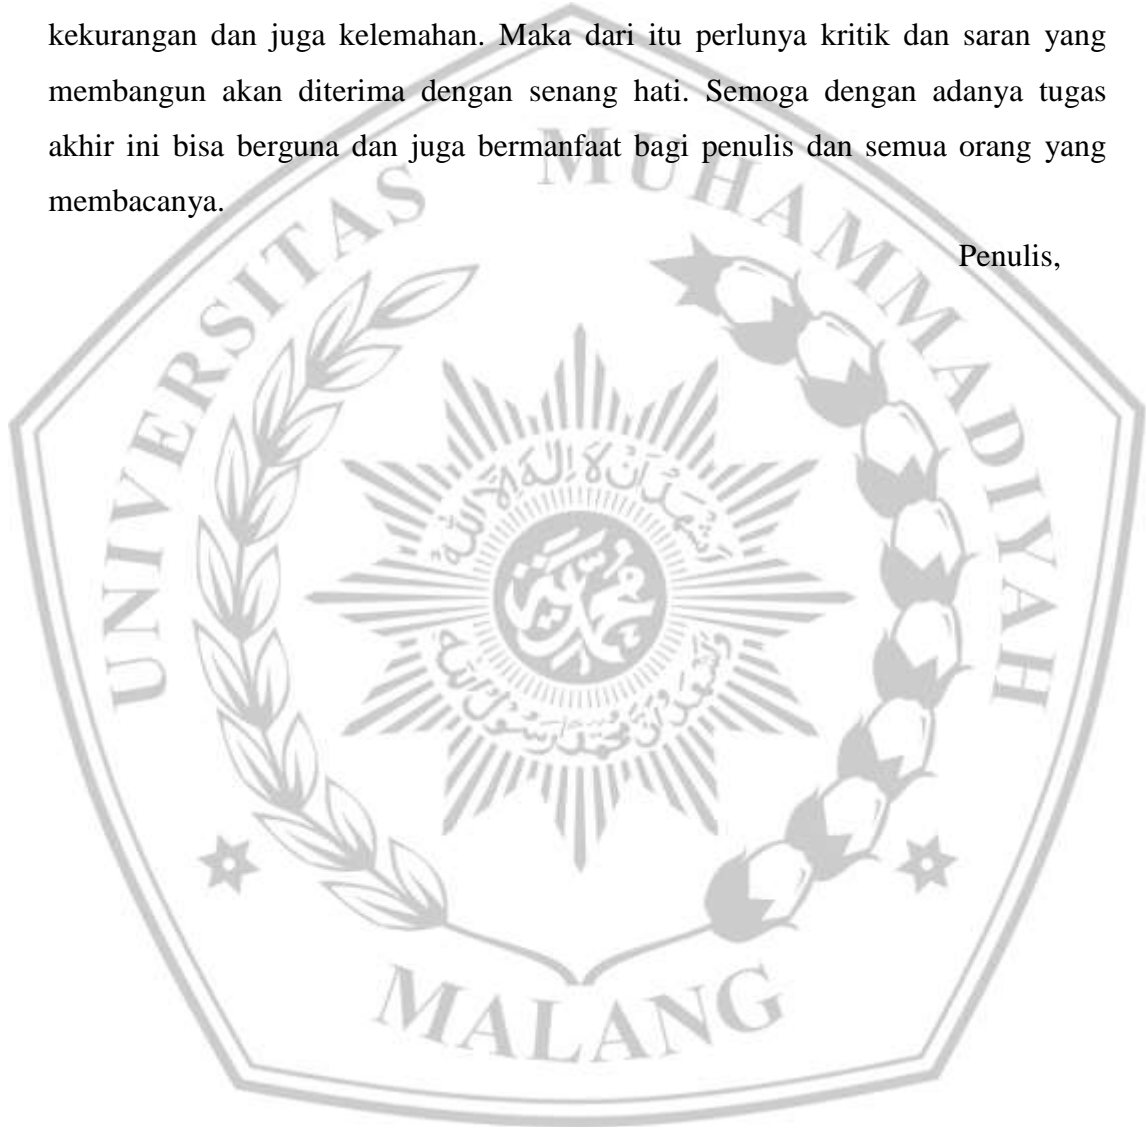 kekurangan dan juga kelemahan. Maka dari itu perlunya kritik dan saran yang
membangun akan diterima dengan senang hati. Semoga dengan adanya tugas
akhir ini bisa berguna dan juga bermanfaat bagi penulis dan semua orang yang
membacanya.
Penulis,
UNIVERSITAS MUHAMMADIYAH
MALANG